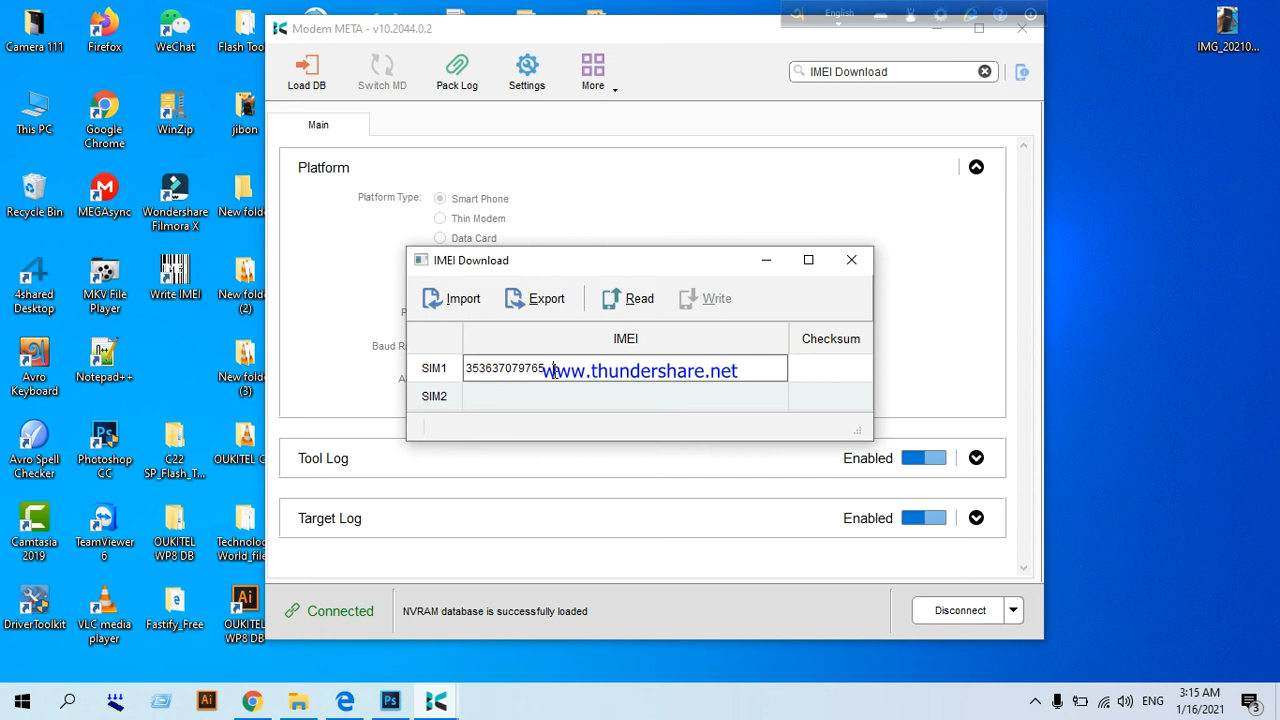 Camera 111
Firefox
WeChat
Flash Too
This PC
Google
Chrome
WinZip
jibon
Recycle Bin
MEGAsync
Wondershare
Filmora X
New folde
4shared
Desktop
MKV File
Player
Write IMEI
New folde
(2)
Avro
Keyboard
Notepad++
New folde
(3)
Avro Spell
Checker
Photoshop
CC
C22
SP_Flash_T...
OUKITEL C
Camtasia
2019
TeamViewer
6
OUKITEL
WP8 DB
Technolog
World_file
DriverToolkit
VLC media
player
Fastify_Free
OUKITEL
WP8 DB
IMG_20210...
English
Modem META - v10.2044.0.2
Load DB
Switch MD
Pack Log
Settings
More
IMEI Download
Main
Platform
Platform Type:
Smart Phone
Thin Modem
Data Card
P
Baud Ra
A
IMEI Download
Import
Export
Read
Write
IMEI
Checksum
SIM1
353637079765
www.thundershare.net
SIM2
Tool Log
Enabled
Target Log
Enabled
Connected
NVRAM database is successfully loaded
Disconnect
ENG
3:15 AM
1/16/2021
3